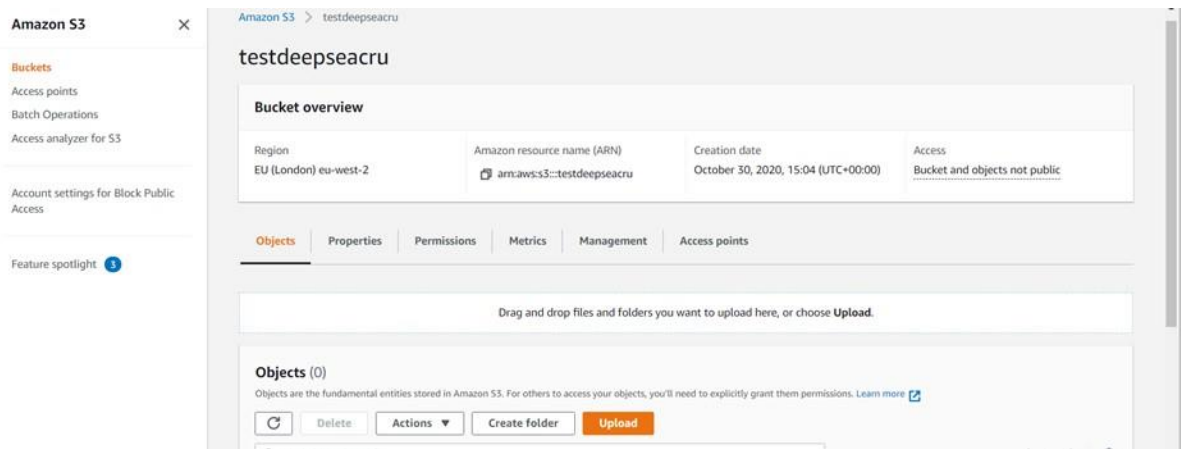 Amazon S3
Buckets
Access points
Batch Operations
Access analyzer for S3
Account settings for Block Public
Access
Feature spotlight 3
Amazon S3 > testdeepseacru
testdeepseacru
Bucket overview
Region
EU (London) eu-west-2
Amazon resource name (ARN)
arn:aws:s3:::testdeepseacru
Creation date
October 30, 2020, 15:04 (UTC+00:00)
Access
Bucket and objects not public
Objects Properties Permissions Metrics Management Access points
Drag and drop files and folders you want to upload here, or choose Upload.
Objects (0)
Objects are the fundamental entities stored in Amazon S3. For others to access your objects, you'll need to explicitly grant them permissions. Learn more
Delete Actions Create folder Upload